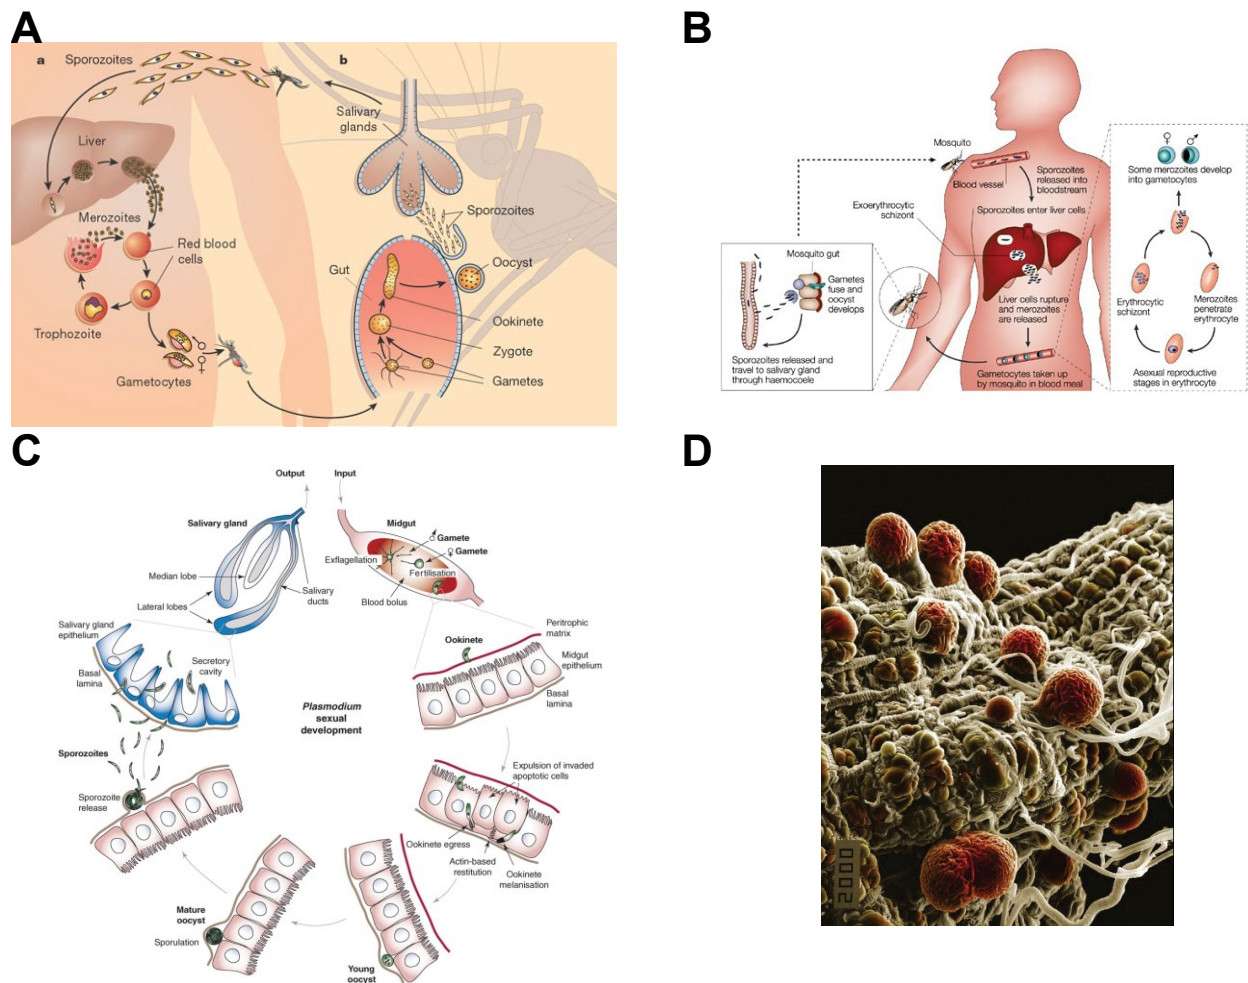 A
a
Sporozoites
b
Salivary
glands
Liver
Merozoites
Red blood
cells
Trophozoite
Gametocytes
♂
♀
Sporozoites
Oocyst
Gut
Ookinete
Zygote
Gametes
B
Mosquito
Blood vessel
Sporozoites
released into
bloodstream
Exoerythrocytic
schizont
Sporozoites enter liver cells
Mosquito gut
Gametes
fuse and
oocyst
develops
Sporozoites released and
travel to salivary gland
through haemocoele
Liver cells rupture
and merozoites
are released
Gametocytes taken up
by mosquito in blood meal
♀ ♂
Some merozoites develop
into gametocytes
Erythrocytic
schizont
Merozoites
penetrate
erythrocyte
Asexual reproductive
stages in erythrocyte
C
Output
Input
Salivary gland
Midgut
♂ Gamete
♀ Gamete
Exflagellation
Fertilisation
Median lobe
Salivary
ducts
Blood bolus
Lateral lobes
Salivary gland
epithelium
Secretory
cavity
Basal
lamina
Ookinete
Peritrophic
matrix
Midgut
epithelium
Basal
lamina
Plasmodium
sexual
development
Sporozoites
Sporozoite
release
Expulsion of invaded
apoptotic cells
Ookinete egress
Actin-based
restitution
Ookinete
melanisation
Mature
oocyst
Sporulation
Young
oocyst
D
2000